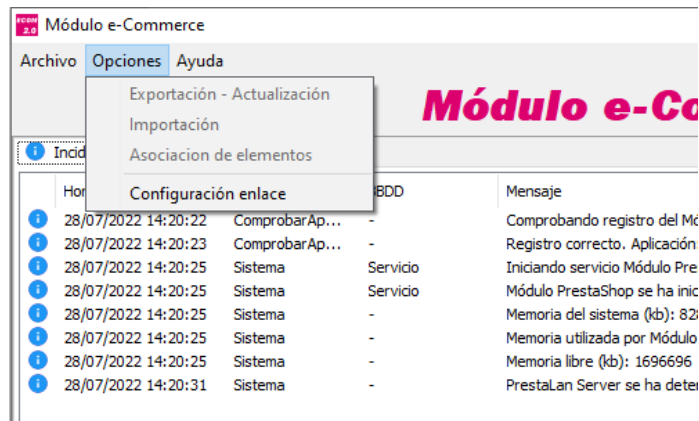 ECON 2.0 Módulo e-Commerce
Archivo Opciones Ayuda
Exportación - Actualización
Módulo e-Co
Importación
Incid
Asociacion de elementos
Configuración enlace
Hor BBDD Mensaje
28/07/2022 14:20:22 ComprobarAp... - Comprobando registro del Mó
28/07/2022 14:20:23 ComprobarAp... - Registro correcto. Aplicación:
28/07/2022 14:20:25 Sistema Servicio Iniciando servicio Módulo Pre
28/07/2022 14:20:25 Sistema Servicio Módulo PrestaShop se ha inic
28/07/2022 14:20:25 Sistema - Memoria del sistema (kb): 828
28/07/2022 14:20:25 Sistema - Memoria utilizada por Módulo
28/07/2022 14:20:25 Sistema - Memoria libre (kb): 1696696
28/07/2022 14:20:31 Sistema - PrestaLan Server se ha deter